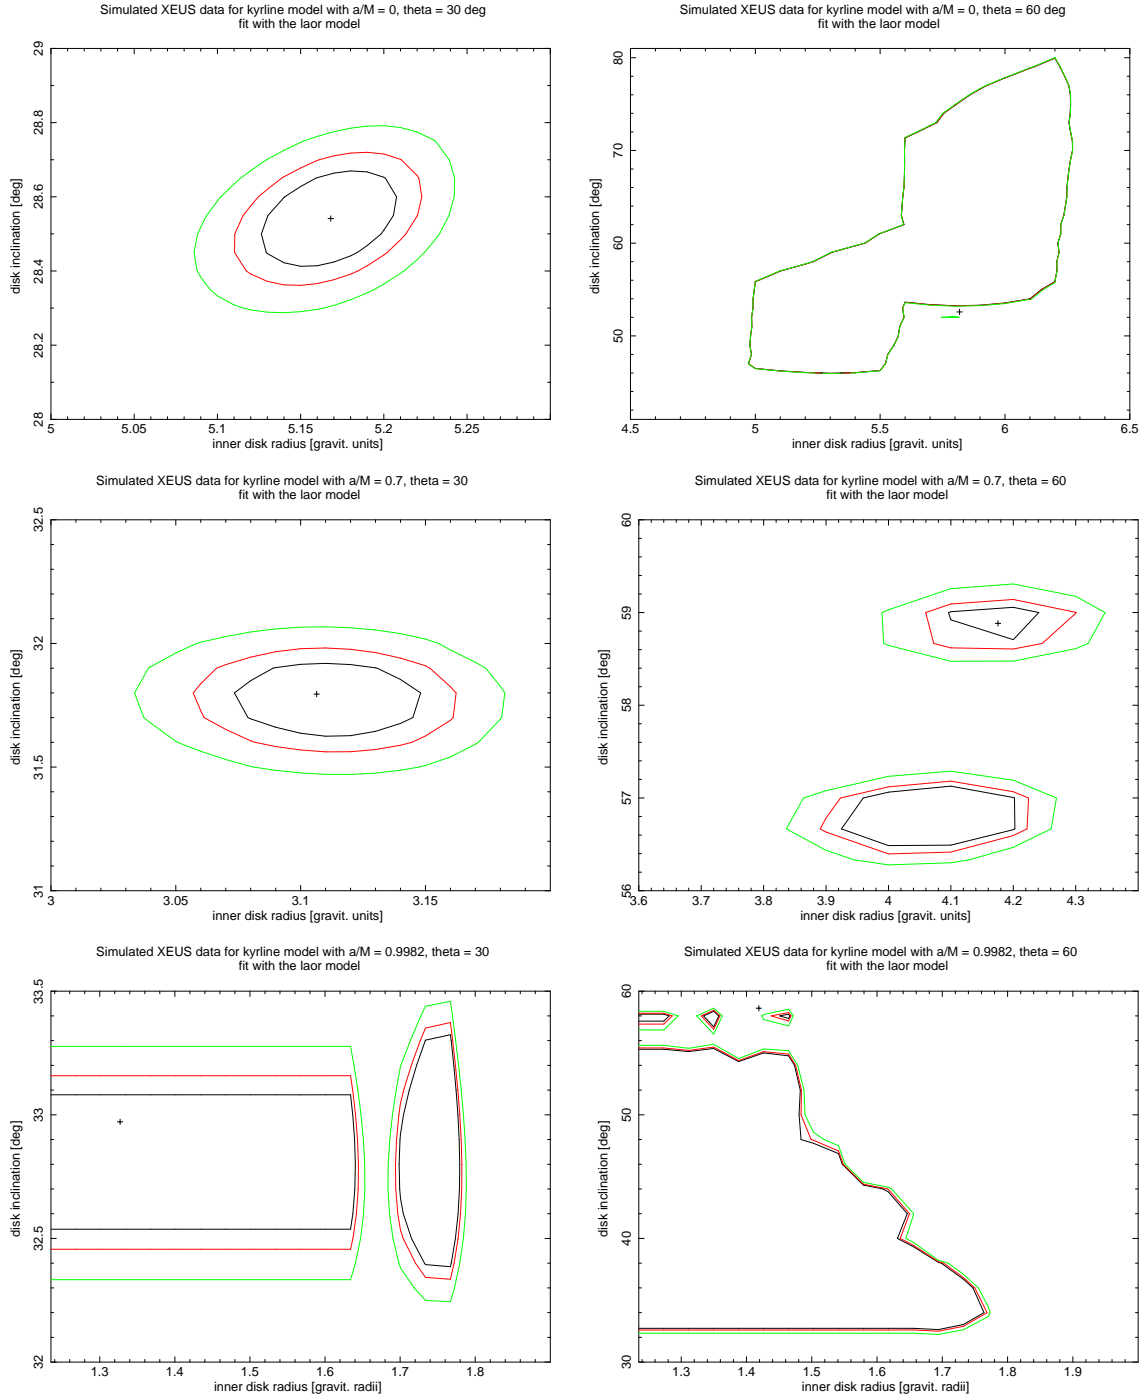 Simulated XEUS data for kyrline model with a/M = 0, theta = 30 deg
fit with the laor model
29
28.8
28.6
28.4
28.2
28
disk inclination [deg]
5 5.05 5.1 5.15 5.2 5.25
inner disk radius [gravit. units]
Simulated XEUS data for kyrline model with a/M = 0, theta = 60 deg
fit with the laor model
80
70
60
50
disk inclination [deg]
4.5 5 5.5 6 6.5
inner disk radius [gravit. units]
Simulated XEUS data for kyrline model with a/M = 0.7, theta = 30
fit with the laor model
32.5
32
31.5
31
disk inclination [deg]
3 3.05 3.1 3.15
inner disk radius [gravit. units]
Simulated XEUS data for kyrline model with a/M = 0.7, theta = 60
fit with the laor model
60
59
58
57
56
disk inclination [deg]
3.6 3.7 3.8 3.9 4 4.1 4.2 4.3
inner disk radius [gravit. units]
Simulated XEUS data for kyrline model with a/M = 0.9982, theta = 30
fit with the laor model
33.5
33
32.5
32
disk inclination [deg]
1.3 1.4 1.5 1.6 1.7 1.8
inner disk radius [gravit. radii]
Simulated XEUS data for kyrline model with a/M = 0.9982, theta = 60
fit with the laor model
60
50
40
30
disk inclination [deg]
1.3 1.4 1.5 1.6 1.7 1.8 1.9
inner disk radius [gravit. radii]